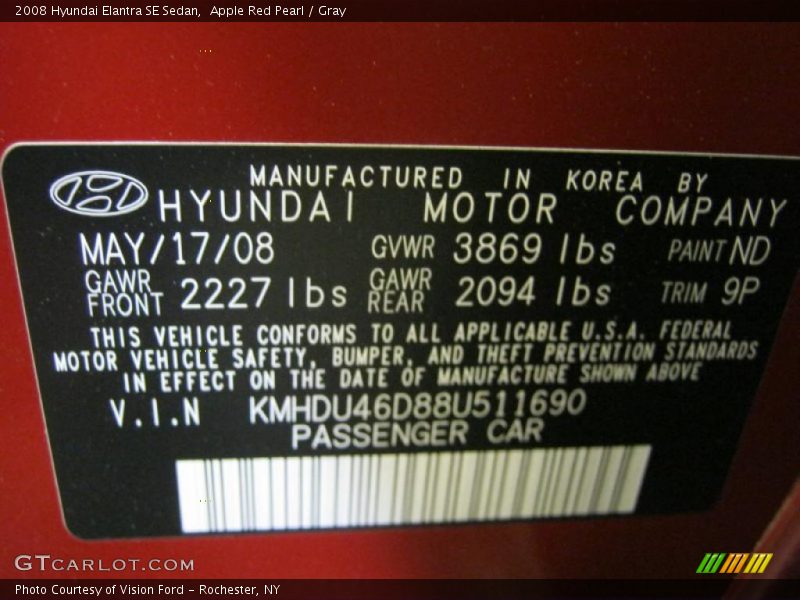 2008 Hyundai Elantra SE Sedan,  Apple Red Pearl / Gray
MANUFACTURED IN KOREA BY
HYUNDAI MOTOR COMPANY
MAY/17/08 GVWR 3869 lbs PAINT ND
GAWR FRONT 2227 lbs GAWR REAR 2094 lbs TRIM 9P
THIS VEHICLE CONFORMS TO ALL APPLICABLE U.S.A. FEDERAL
MOTOR VEHICLE SAFETY, BUMPER, AND THEFT PREVENTION STANDARDS
IN EFFECT ON THE DATE OF MANUFACTURE SHOWN ABOVE
V.I.N KMHDU46D88U511690
PASSENGER CAR
GTCARLOT.COM
Photo Courtesy of Vision Ford - Rochester, NY